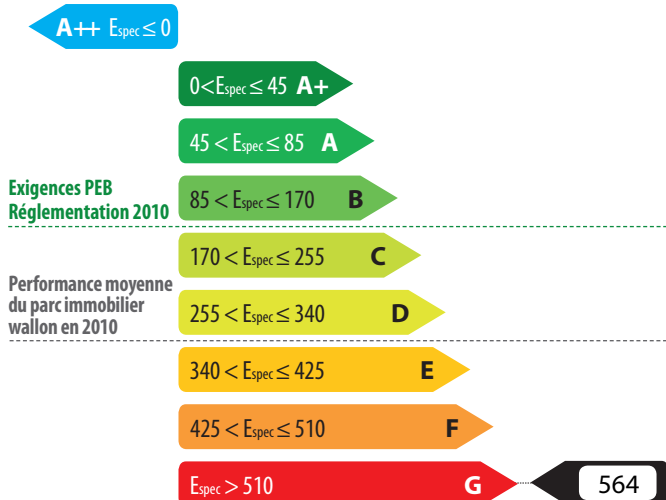 A++ Espec ≤ 0
0<Espec ≤ 45 A+
45 < Espec ≤ 85 A
Exigences PEB
Réglementation 2010
85 < Espec ≤ 170 B
170 < Espec ≤ 255 C
Performance moyenne
du parc immobilier
wallon en 2010
255 < Espec ≤ 340 D
340 < Espec ≤ 425 E
425 < Espec ≤ 510 F
Espec > 510 G
564